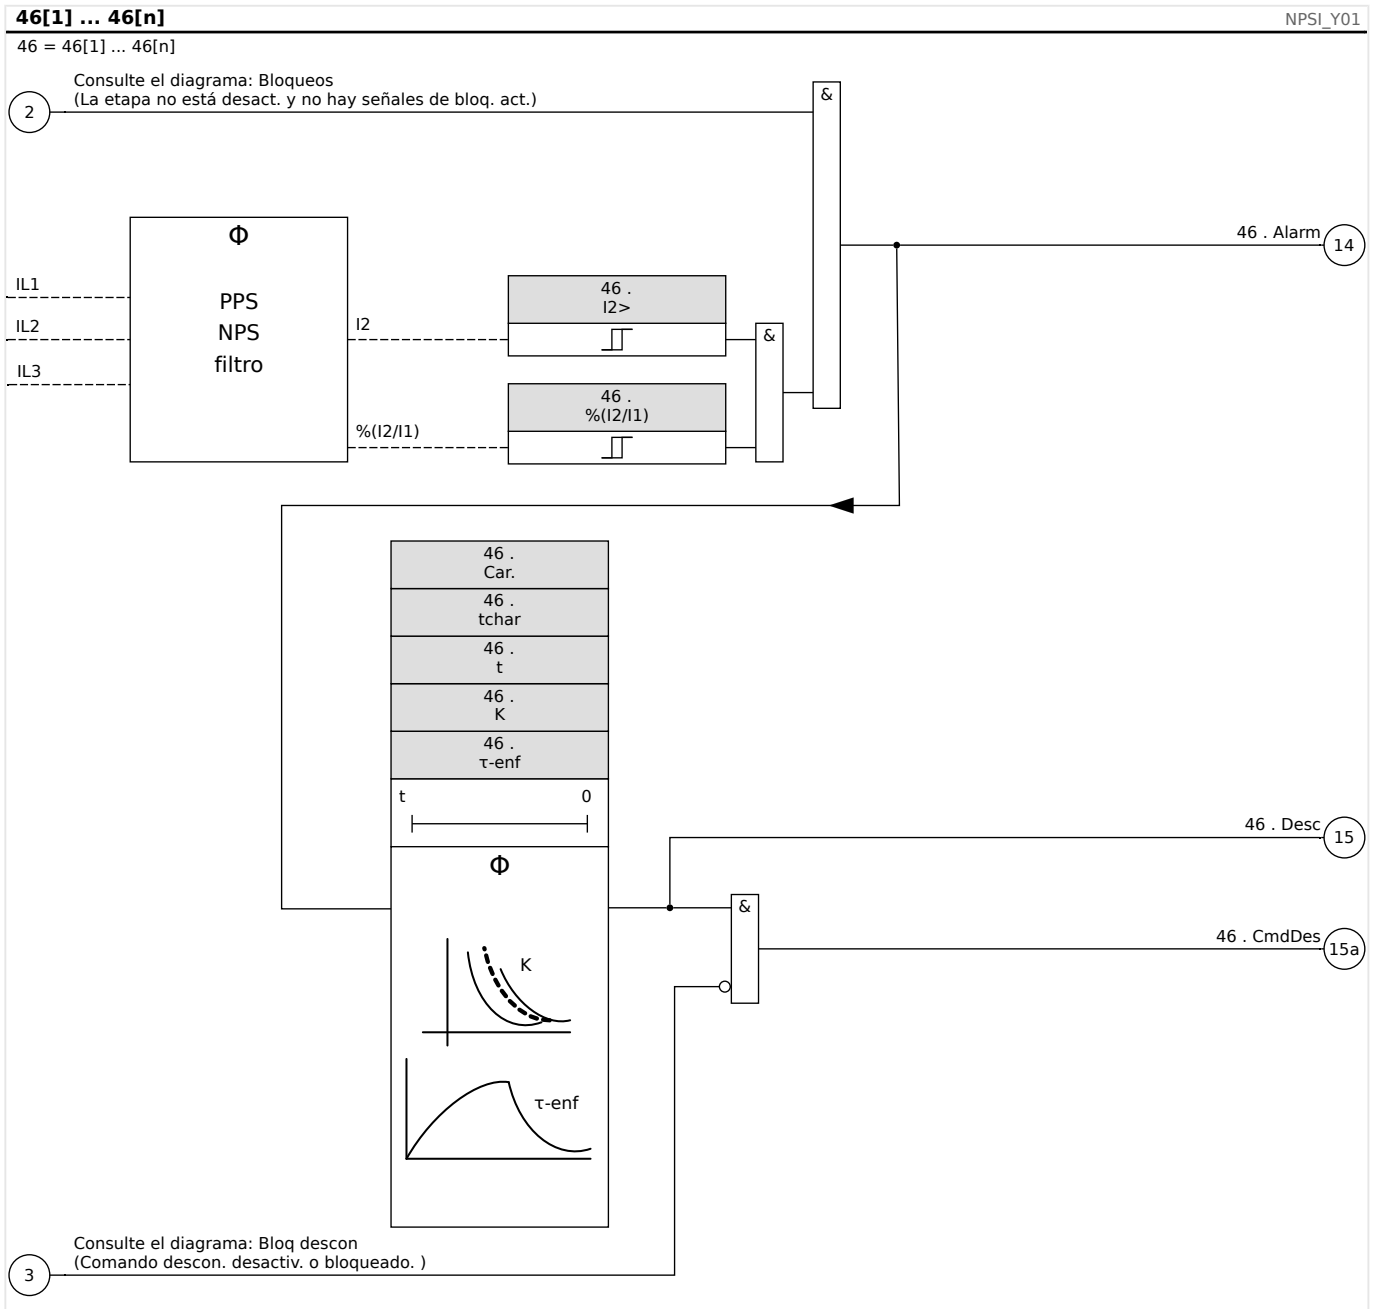 46[1] ... 46[n]
NPSI_Y01
46 = 46[1] ... 46[n]
Consulte el diagrama: Bloqueos
(La etapa no está desact. y no hay señales de bloq. act.)
2
&
Φ
PPS
NPS
filtro
IL1
IL2
IL3
I2
%(I2/I1)
46 .
I2>
46 .
%(I2/I1)
&
46 . Alarm
14
46 .
Car.
46 .
tchar
46 .
t
46 .
K
46 .
τ-enf
t
0
Φ
K
τ-enf
46 . Desc
15
&
46 . CmdDes
15a
Consulte el diagrama: Bloq descon
(Comando descon. desactiv. o bloqueado. )
3